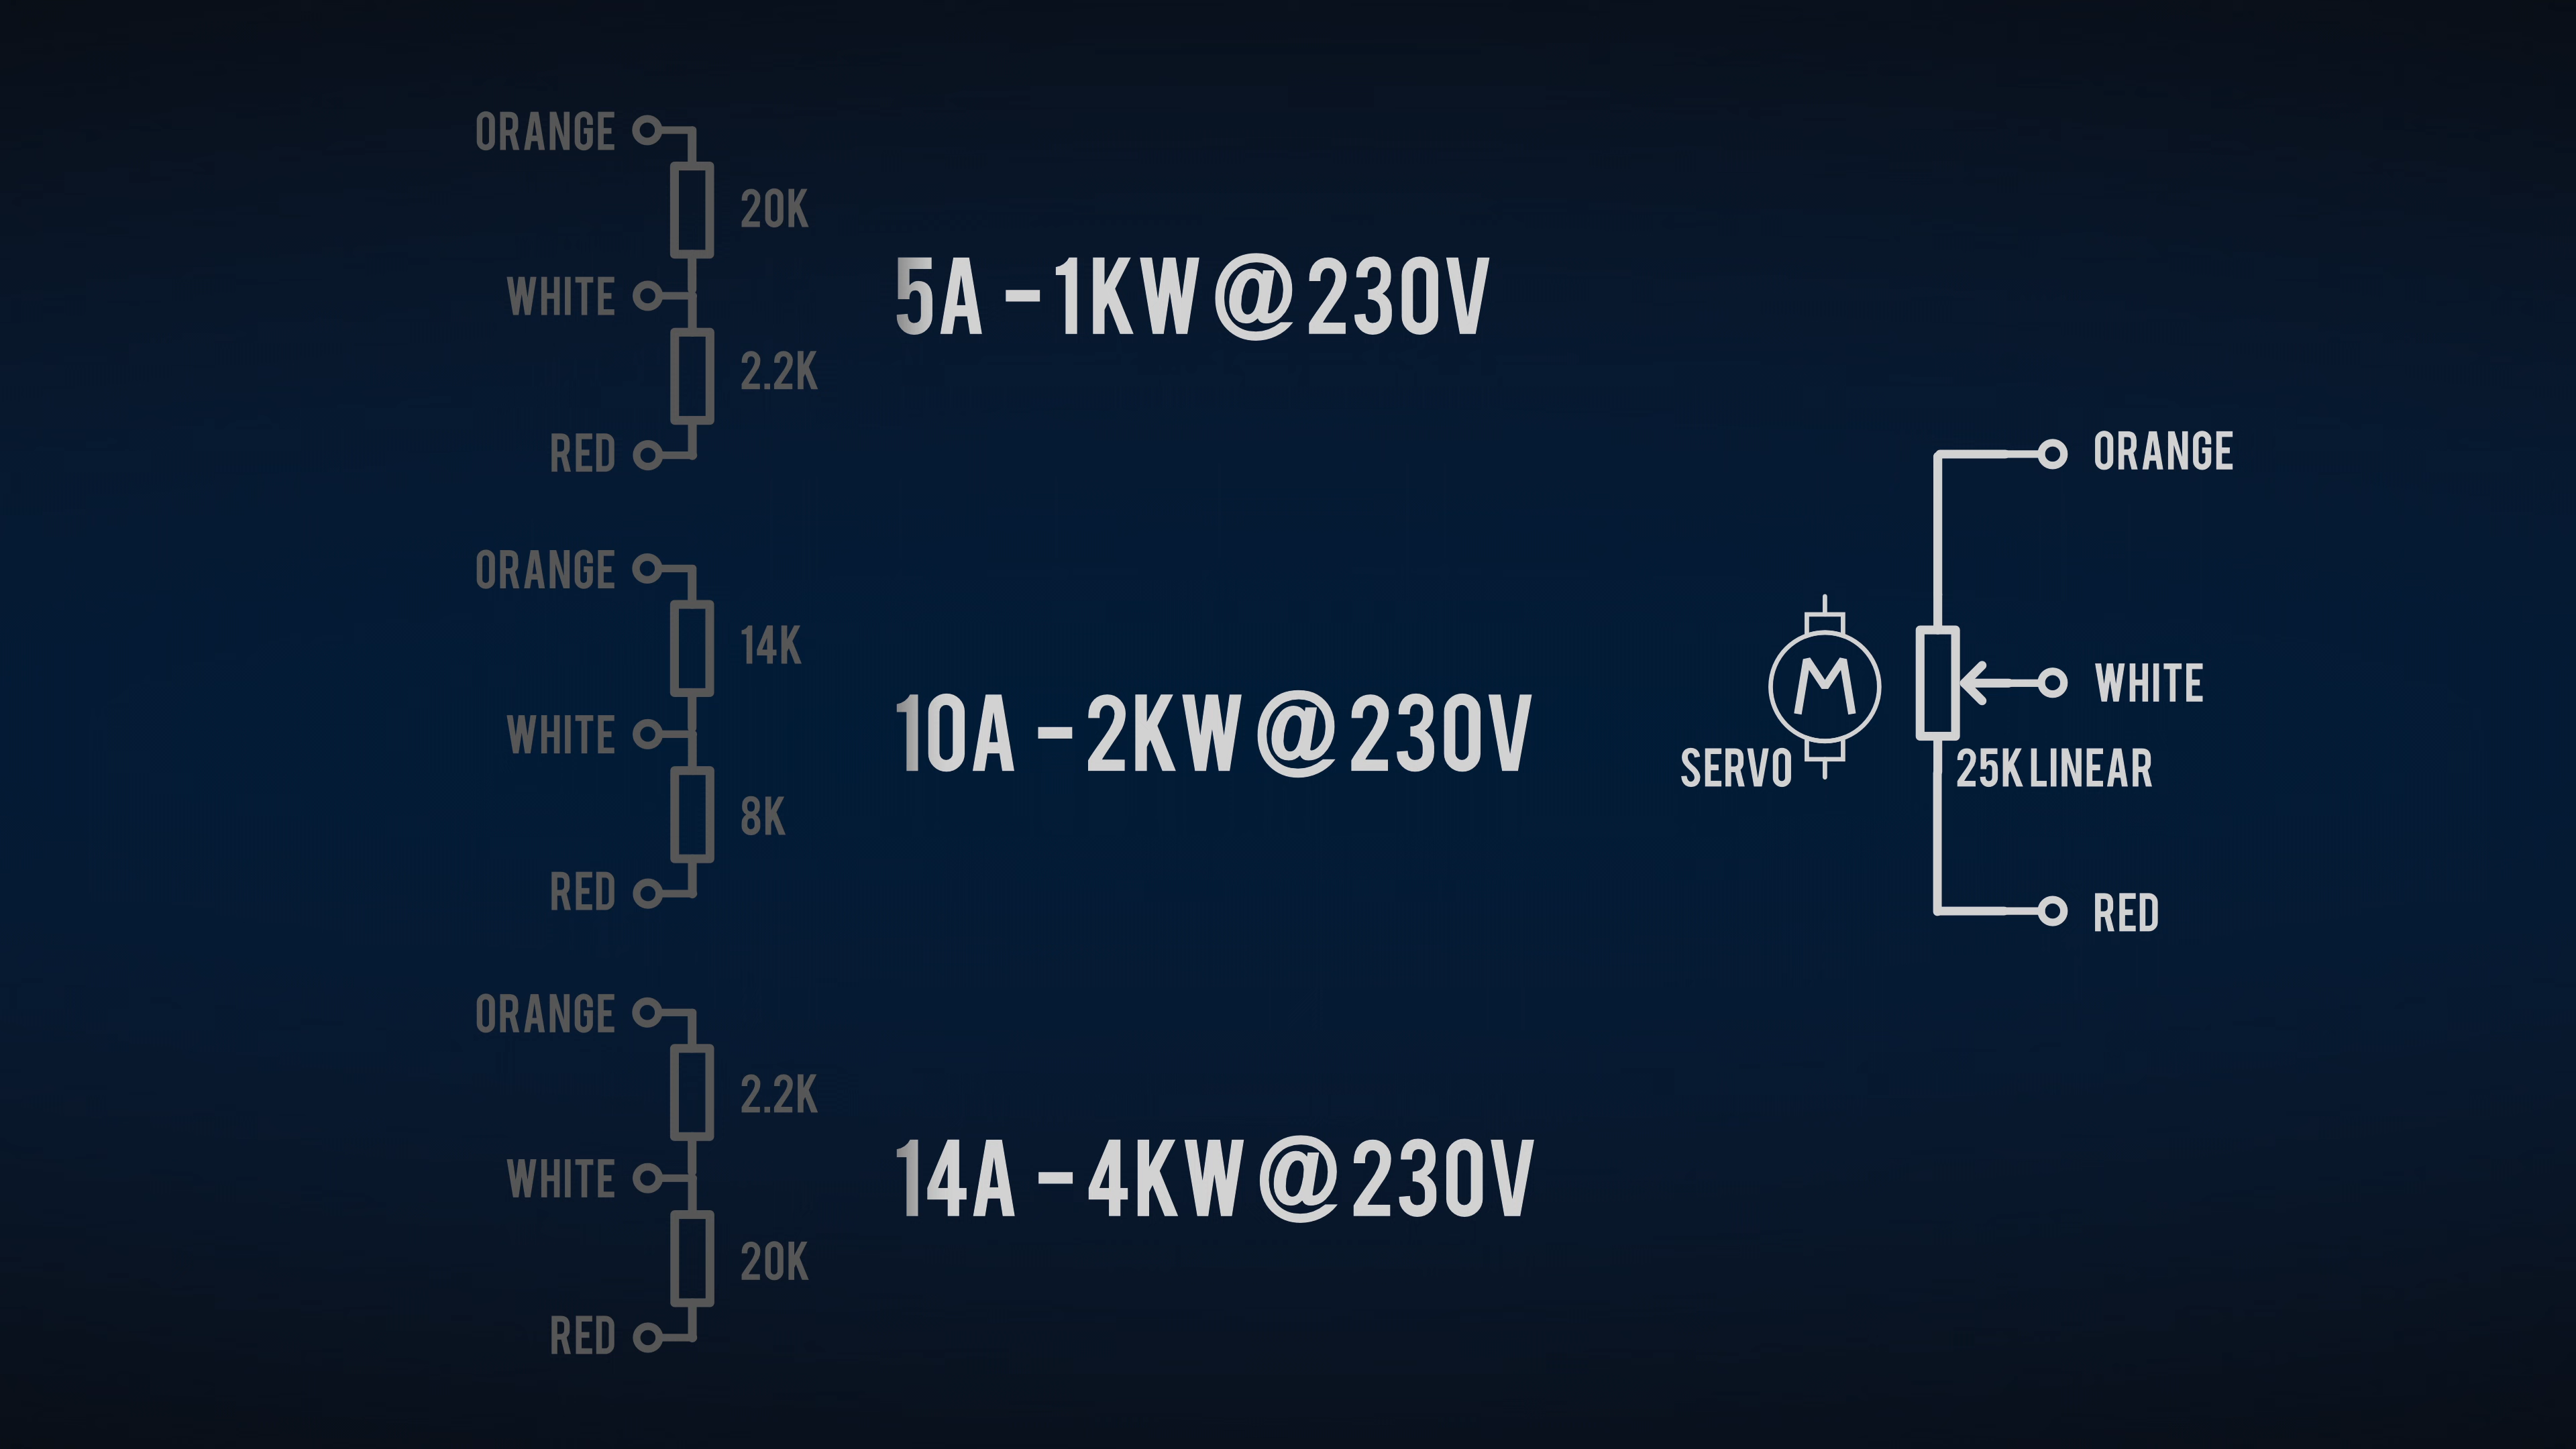 ORANGE
20K
WHITE
5A – 1KW @ 230V
2.2K
RED
ORANGE
14K
WHITE
10A – 2KW @ 230V
8K
RED
ORANGE
2.2K
WHITE
14A – 4KW @ 230V
20K
RED
ORANGE
M
WHITE
SERVO
25K LINEAR
RED